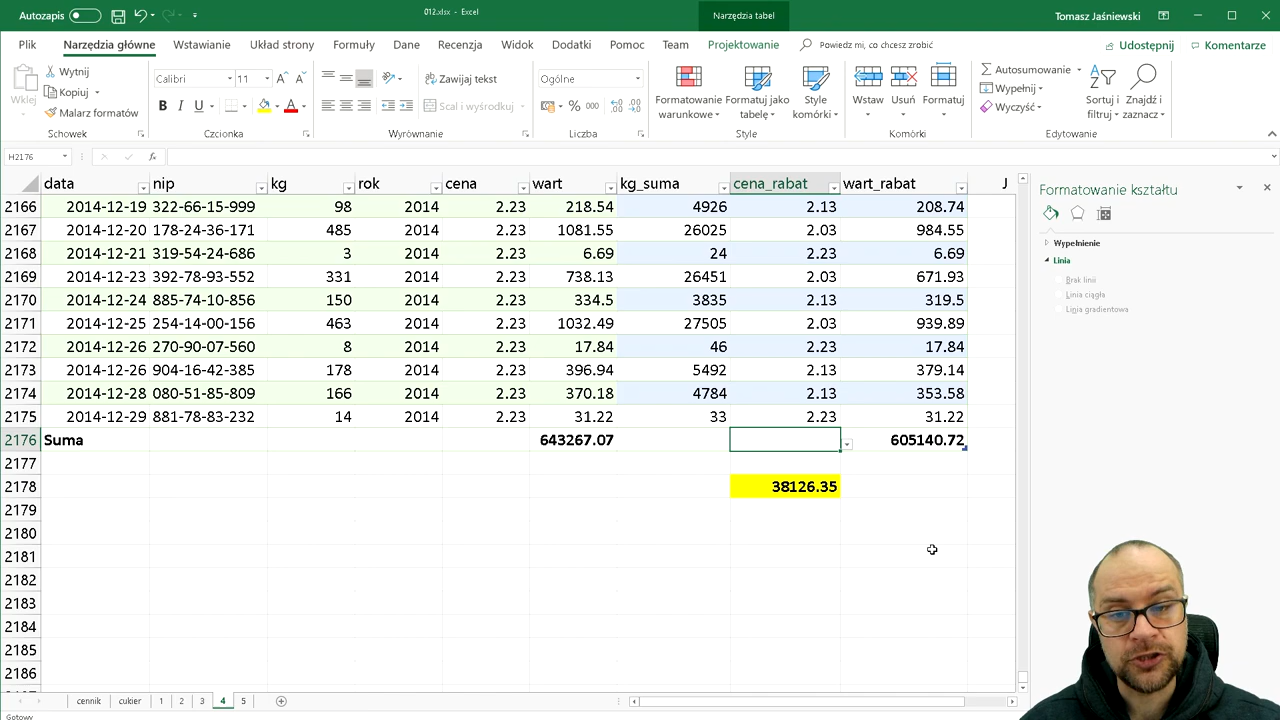 Autozapis
012.xlsx - Excel
Narzędzia tabel
Tomasz Jaśniewski
Plik Narzędzia główne Wstawianie Układ strony Formuły Dane Recenzja Widok Dodatki Pomoc Team Projektowanie Powiedz mi, co chcesz zrobić Udostępnij Komentarze
Wklej
Wytnij
Kopiuj
Malarz formatów
Schowek
Calibri 11
B I U A
Czcionka
Zawijaj tekst
Scal i wyśrodkuj
Wyrównanie
Ogólne
% 000
Liczba
Formatowanie warunkowe
Formatuj jako tabelę
Style komórki
Style
Wstaw Usuń Formatuj
Komórki
Autosumowanie
Wypełnij
Wyczyść
Sortuj i filtruj
Znajdź i zaznacz
Edytowanie
H2176 fx
data nip kg rok cena wart kg_suma cena_rabat wart_rabat J
2166 2014-12-19 322-66-15-999 98 2014 2.23 218.54 4926 2.13 208.74
2167 2014-12-20 178-24-36-171 485 2014 2.23 1081.55 26025 2.03 984.55
2168 2014-12-21 319-54-24-686 3 2014 2.23 6.69 24 2.23 6.69
2169 2014-12-23 392-78-93-552 331 2014 2.23 738.13 26451 2.03 671.93
2170 2014-12-24 885-74-10-856 150 2014 2.23 334.5 3835 2.13 319.5
2171 2014-12-25 254-14-00-156 463 2014 2.23 1032.49 27505 2.03 939.89
2172 2014-12-26 270-90-07-560 8 2014 2.23 17.84 46 2.23 17.84
2173 2014-12-26 904-16-42-385 178 2014 2.23 396.94 5492 2.13 379.14
2174 2014-12-28 080-51-85-809 166 2014 2.23 370.18 4784 2.13 353.58
2175 2014-12-29 881-78-83-232 14 2014 2.23 31.22 33 2.23 31.22
2176 Suma 643267.07 605140.72
2177
2178 38126.35
2179
2180
2181
2182
2183
2184
2185
2186
Formatowanie kształtu
Wypełnienie
Linia
Brak linii
Linia ciągła
Linia gradientowa
cennik cukier 1 2 3 4 5
Gotowy